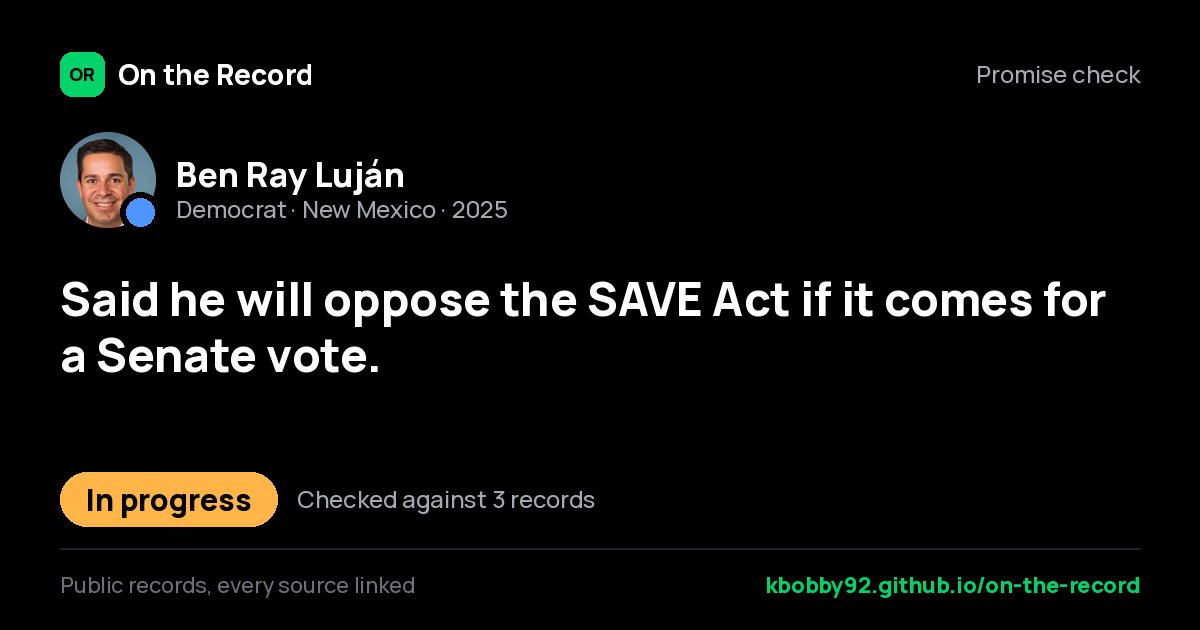 OR On the Record
Promise check
Ben Ray Luján
Democrat · New Mexico · 2025
Said he will oppose the SAVE Act if it comes for
a Senate vote.
In progress
Checked against 3 records
Public records, every source linked
kbobby92.github.io/on-the-record